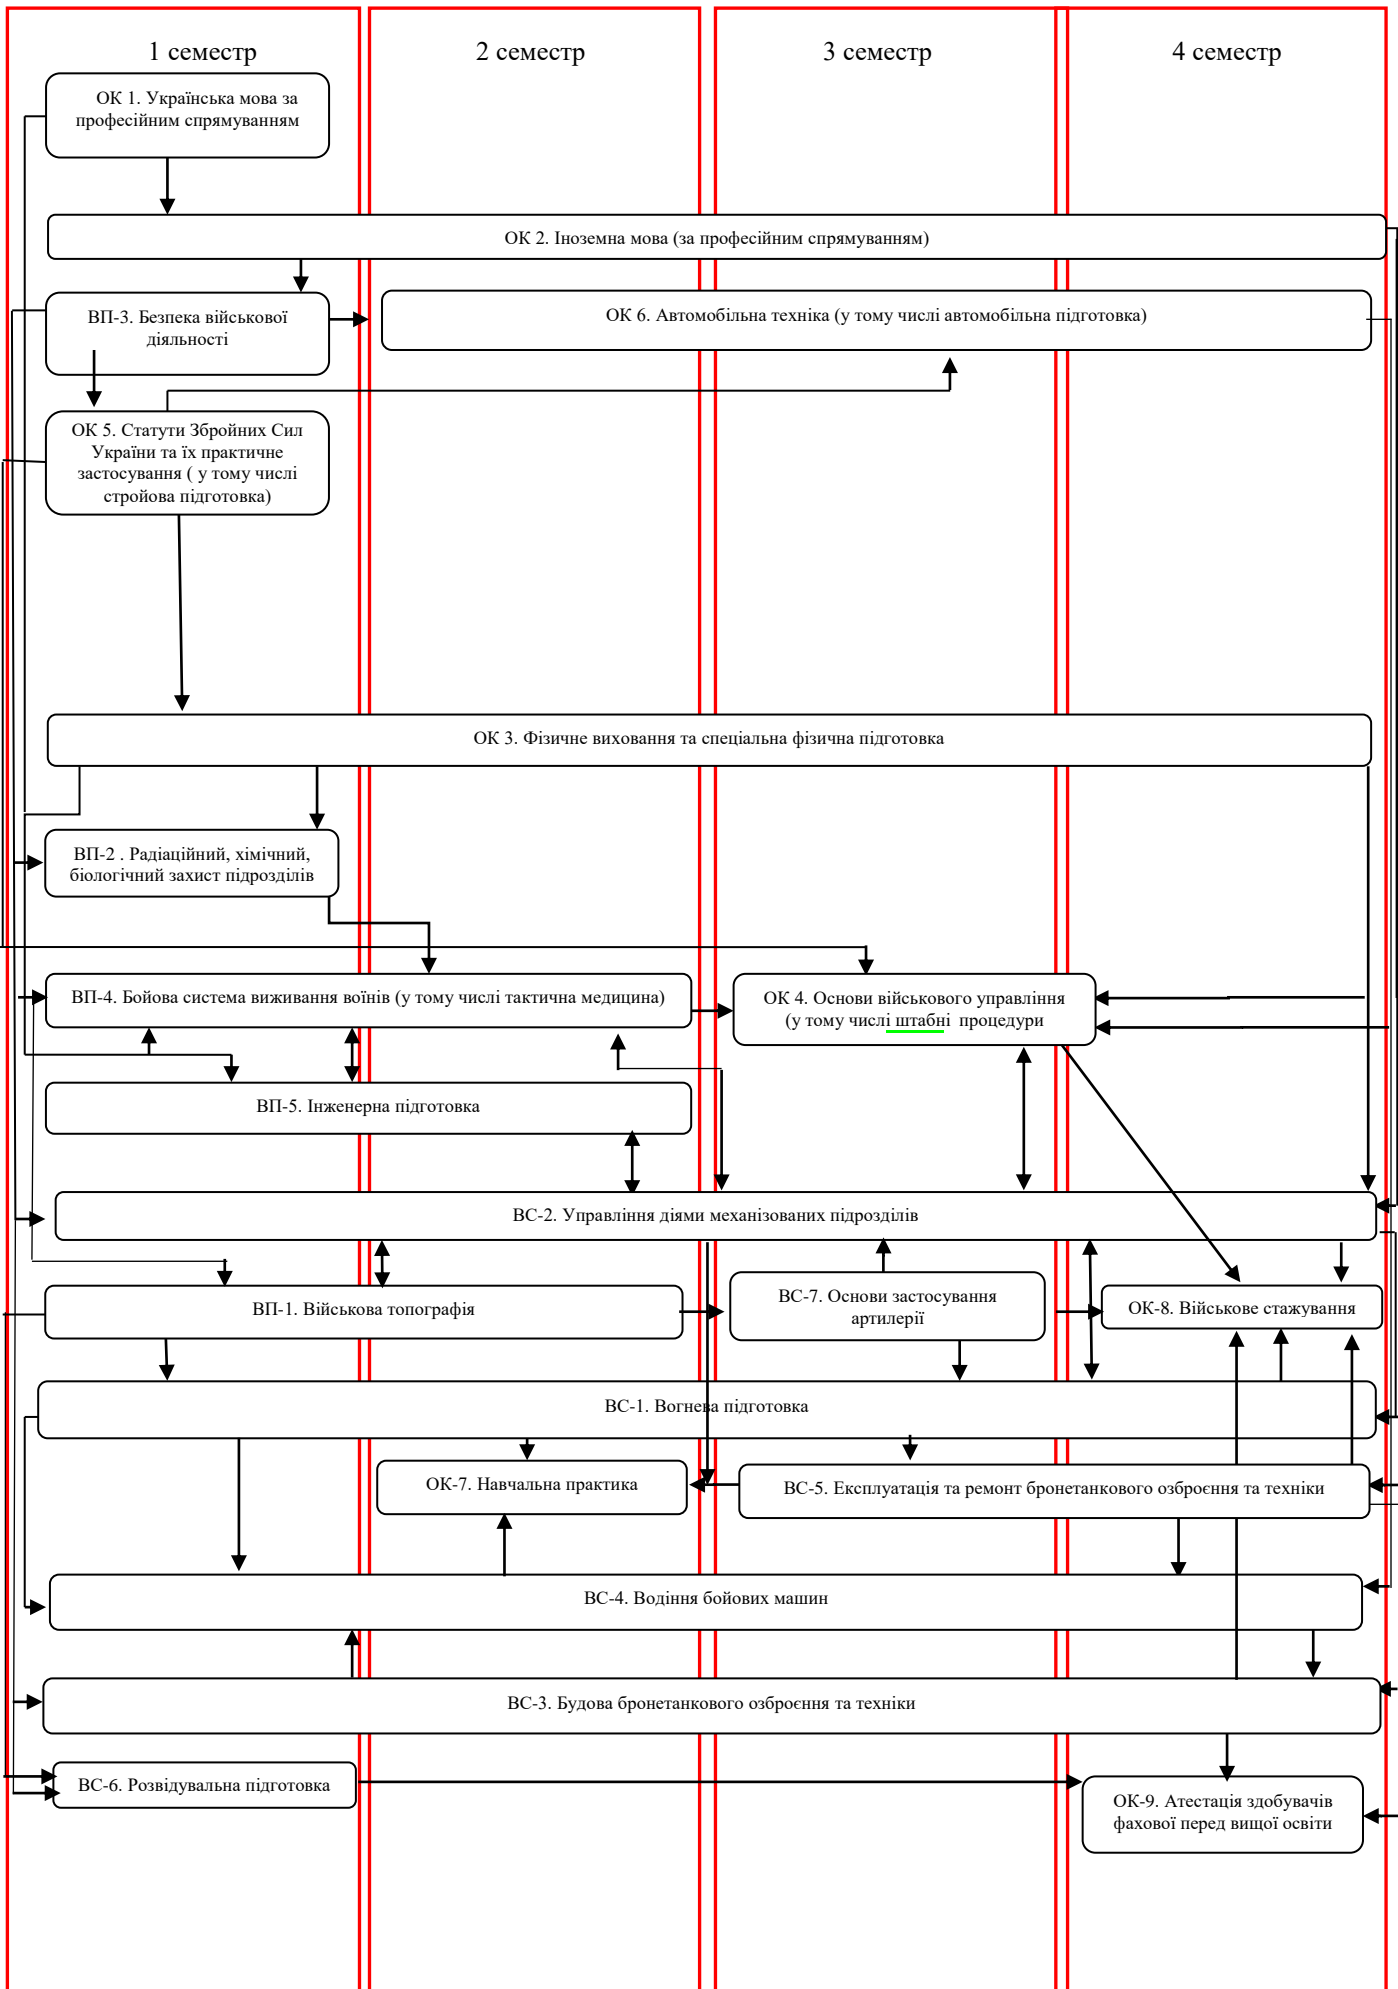 1 семестр
2 семестр
3 семестр
4 семестр
ОК 1. Українська мова за
професійним спрямуванням
ОК 2. Іноземна мова (за професійним спрямуванням)
ВП-3. Безпека військової
діяльності
ОК 6. Автомобільна техніка (у тому числі автомобільна підготовка)
ОК 5. Статути Збройних Сил
України та їх практичне
застосування ( у тому числі
стройова підготовка)
ОК 3. Фізичне виховання та спеціальна фізична підготовка
ВП-2 . Радіаційний, хімічний,
біологічний захист підрозділів
ВП-4. Бойова система виживання воїнів (у тому числі тактична медицина)
ОК 4. Основи військового управління
(у тому числі штабні процедури
ВП-5. Інженерна підготовка
ВС-2. Управління діями механізованих підрозділів
ВП-1. Військова топографія
ВС-7. Основи застосування
артилерії
ОК-8. Військове стажування
ВС-1. Вогнева підготовка
ОК-7. Навчальна практика
ВС-5. Експлуатація та ремонт бронетанкового озброєння та техніки
ВС-4. Водіння бойових машин
ВС-3. Будова бронетанкового озброєння та техніки
ВС-6. Розвідувальна підготовка
ОК-9. Атестація здобувачів
фахової перед вищої освіти